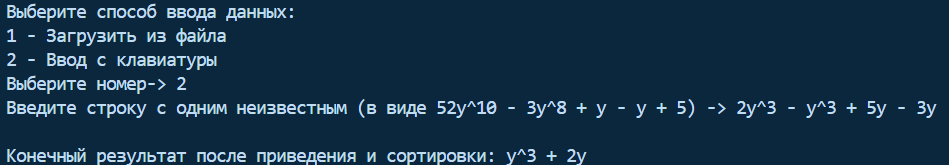 Выберите способ ввода данных:
1 - Загрузить из файла
2 - Ввод с клавиатуры
Выберите номер-> 2
Введите строку с одним неизвестным (в виде 52y^10 - 3y^8 + y - y + 5) -> 2y^3 - y^3 + 5y - 3y
Конечный результат после приведения и сортировки: y^3 + 2y